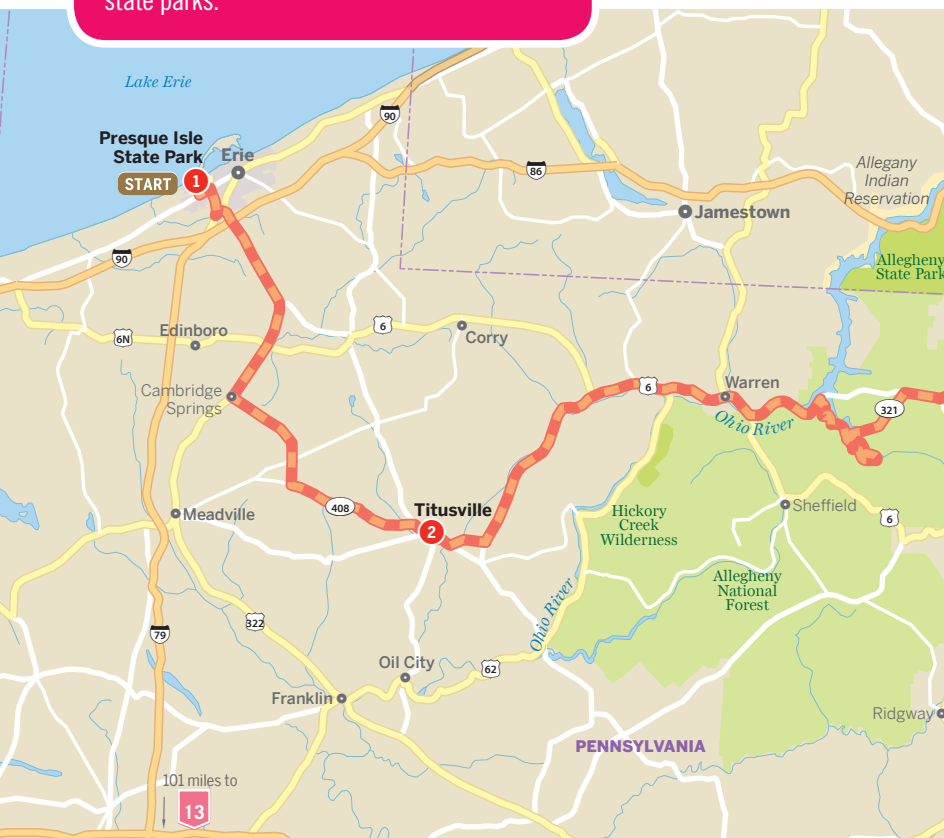 state parks.
Lake Erie
90
Presque Isle
State Park
Erie
START
1
86
Allegany
Indian
Reservation
Jamestown
90
Allegheny
State Park
6N
Edinboro
6
Corry
Cambridge
Springs
6
Warren
Ohio River
321
408
Titusville
2
Meadville
Hickory
Creek
Wilderness
Sheffield
6
Allegheny
National
Forest
Ohio River
322
79
Oil City
62
Franklin
Ridgway
PENNSYLVANIA
101 miles to
13